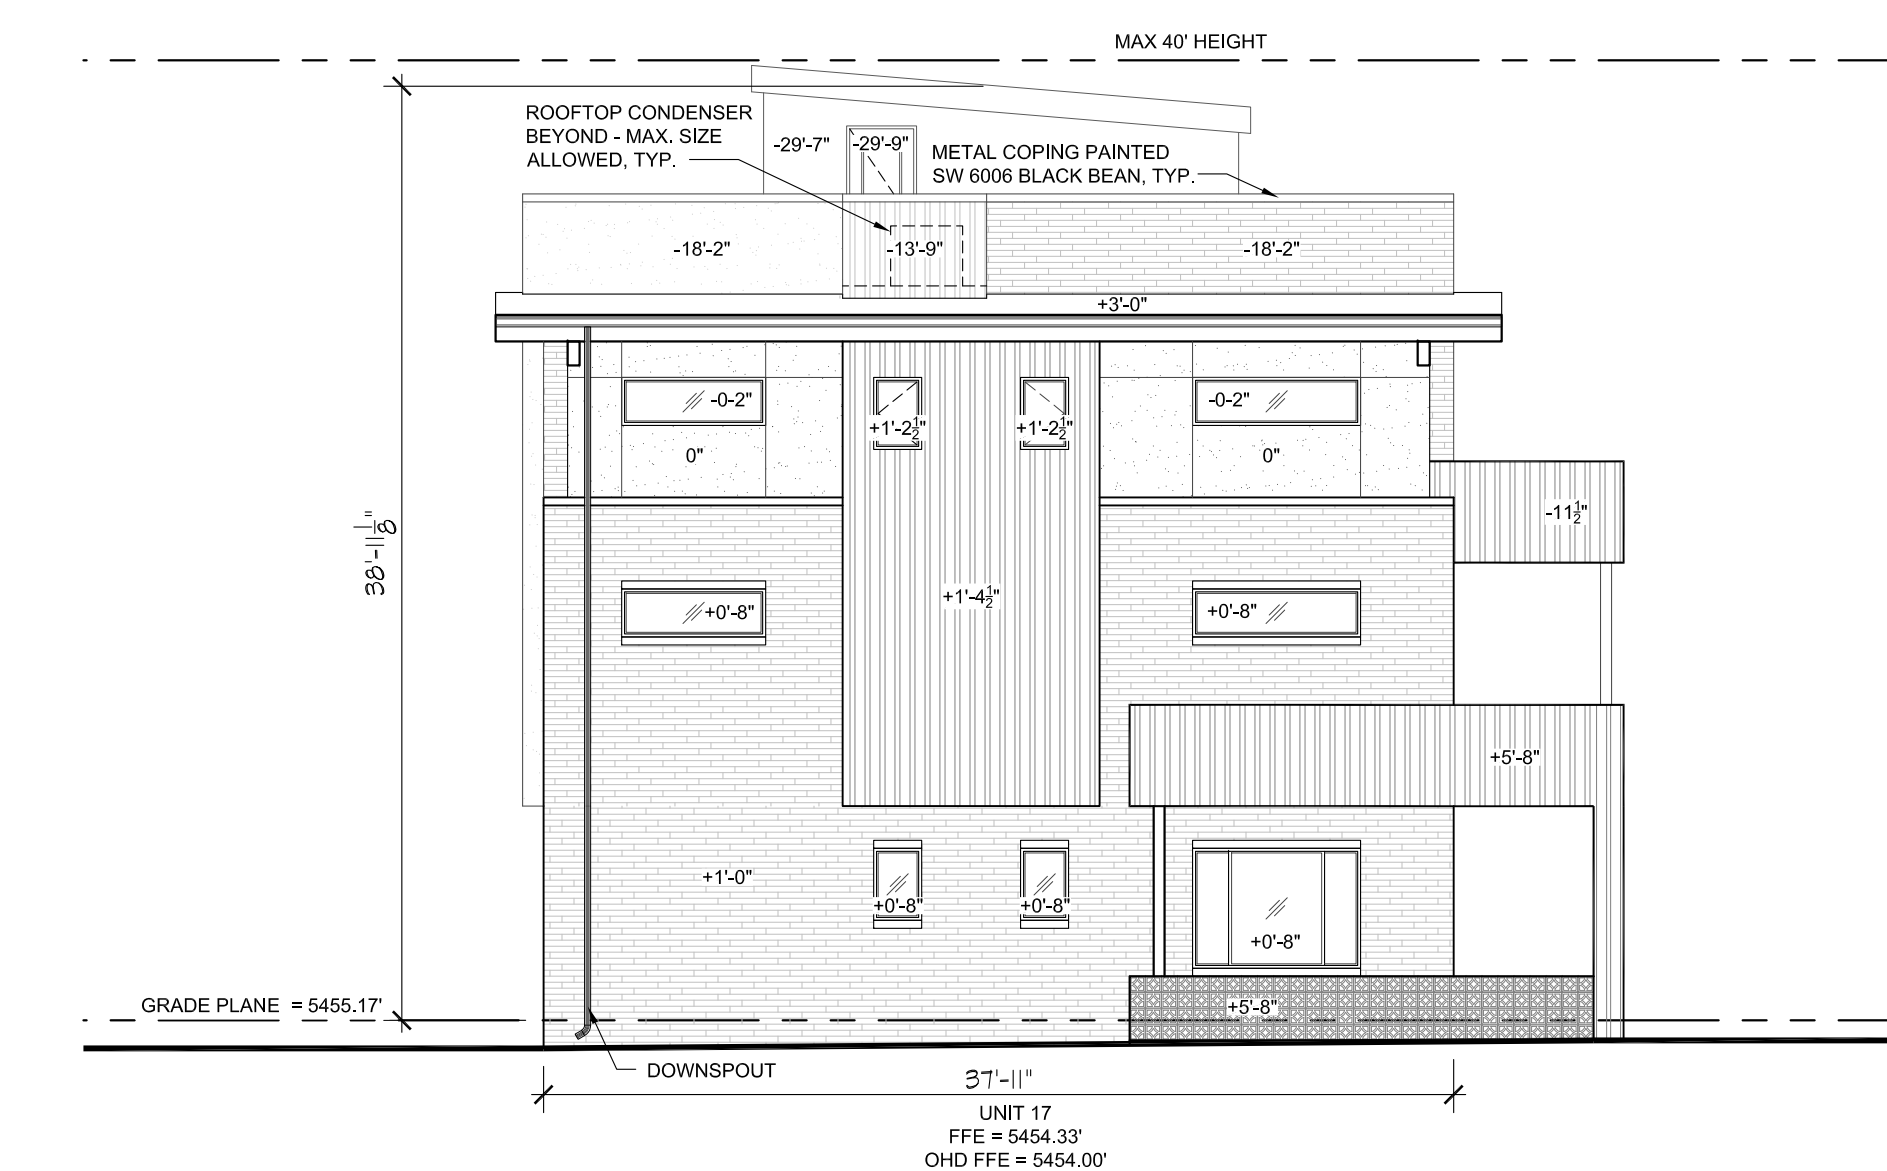 MAX 40' HEIGHT
ROOFTOP CONDENSER
BEYOND - MAX. SIZE
ALLOWED, TYP.
-29'-7"
-29'-9"
METAL COPING PAINTED
SW 6006 BLACK BEAN, TYP.
-18'-2"
-13'-9"
-18'-2"
+3'-0"
-0-2"
-0-2"
+1'-2½"
+1'-2½"
0"
0"
38'-11⅛"
-11½"
+1'-4½"
+0'-8"
+0'-8"
+5'-8"
+1'-0"
+0'-8"
+0'-8"
+0'-8"
GRADE PLANE = 5455.17'
+5'-8"
DOWNSPOUT
37'-11"
UNIT 17
FFE = 5454.33'
OHD FFE = 5454.00'